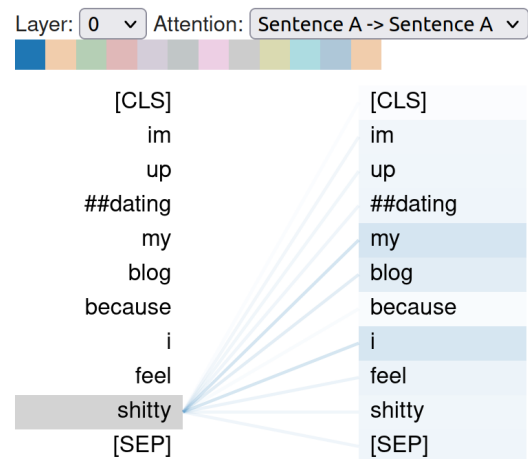 Layer: 0 Attention: Sentence A -> Sentence A
[CLS] [CLS]
im im
up up
##dating ##dating
my my
blog blog
because because
i i
feel feel
shitty shitty
[SEP] [SEP]